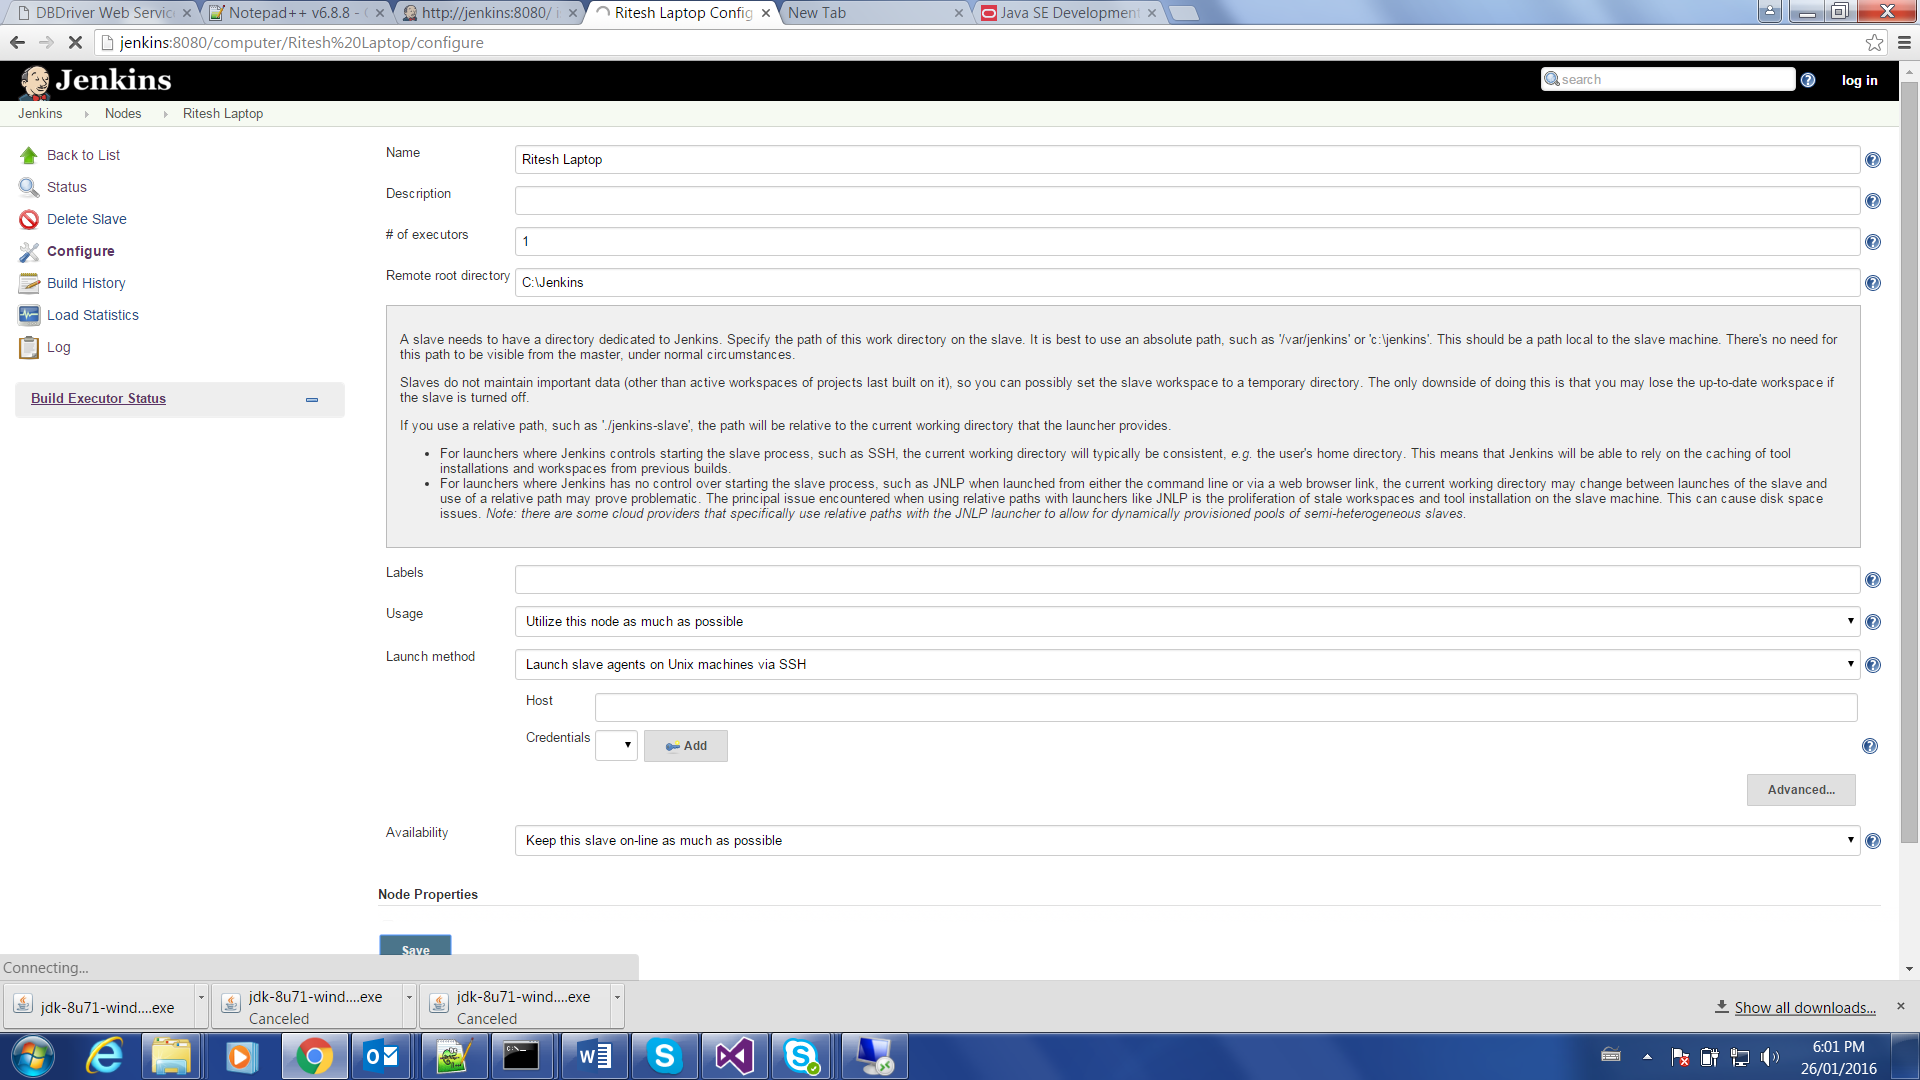 DBDriver Web Servic
Notepad++ v6.8.8 -
http://jenkins:8080/
Ritesh Laptop Config
New Tab
Java SE Development
jenkins:8080/computer/Ritesh%20Laptop/configure
Jenkins
search
log in
Jenkins
Nodes
Ritesh Laptop
Back to List
Status
Delete Slave
Configure
Build History
Load Statistics
Log
Build Executor Status
Name
Ritesh Laptop
Description
# of executors
1
Remote root directory
C:\Jenkins
A slave needs to have a directory dedicated to Jenkins. Specify the path of this work directory on the slave. It is best to use an absolute path, such as '/var/jenkins' or 'c:\jenkins'. This should be a path local to the slave machine. There's no need for
this path to be visible from the master, under normal circumstances.
Slaves do not maintain important data (other than active workspaces of projects last built on it), so you can possibly set the slave workspace to a temporary directory. The only downside of doing this is that you may lose the up-to-date workspace if
the slave is turned off.
If you use a relative path, such as './jenkins-slave', the path will be relative to the current working directory that the launcher provides.
• For launchers where Jenkins controls starting the slave process, such as SSH, the current working directory will typically be consistent, e.g. the user's home directory. This means that Jenkins will be able to rely on the caching of tool
installations and workspaces from previous builds.
• For launchers where Jenkins has no control over starting the slave process, such as JNLP when launched from either the command line or via a web browser link, the current working directory may change between launches of the slave and
use of a relative path may prove problematic. The principal issue encountered when using relative paths with launchers like JNLP is the proliferation of stale workspaces and tool installation on the slave machine. This can cause disk space
issues. Note: there are some cloud providers that specifically use relative paths with the JNLP launcher to allow for dynamically provisioned pools of semi-heterogeneous slaves.
Labels
Usage
Utilize this node as much as possible
Launch method
Launch slave agents on Unix machines via SSH
Host
Credentials
Add
Advanced...
Availability
Keep this slave on-line as much as possible
Node Properties
Save
Connecting...
jdk-8u71-wind....exe
jdk-8u71-wind....exe
Canceled
jdk-8u71-wind....exe
Canceled
Show all downloads...
6:01 PM
26/01/2016